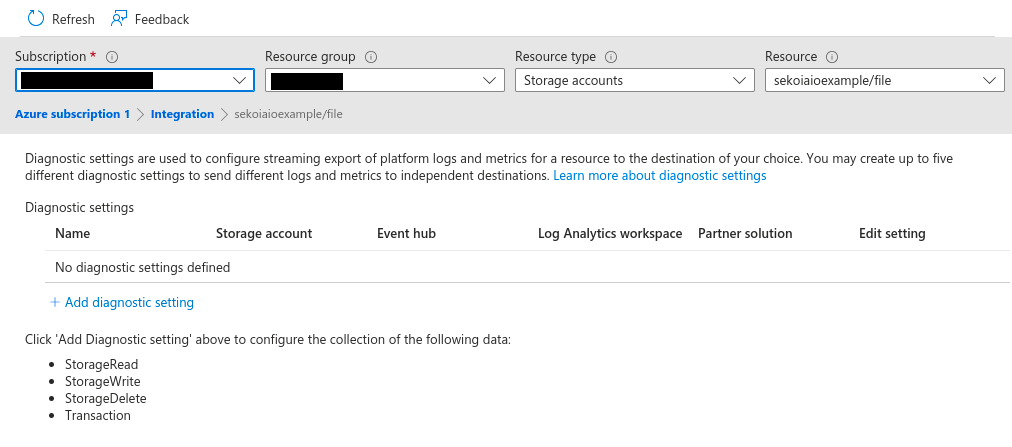 Refresh Feedback
Subscription * Resource group Resource type Resource
Storage accounts sekoiaioexample/file
Azure subscription 1 > Integration > sekoiaioexample/file
Diagnostic settings are used to configure streaming export of platform logs and metrics for a resource to the destination of your choice. You may create up to five
different diagnostic settings to send different logs and metrics to independent destinations. Learn more about diagnostic settings
Diagnostic settings
Name Storage account Event hub Log Analytics workspace Partner solution Edit setting
No diagnostic settings defined
+ Add diagnostic setting
Click 'Add Diagnostic setting' above to configure the collection of the following data:
• StorageRead
• StorageWrite
• StorageDelete
• Transaction